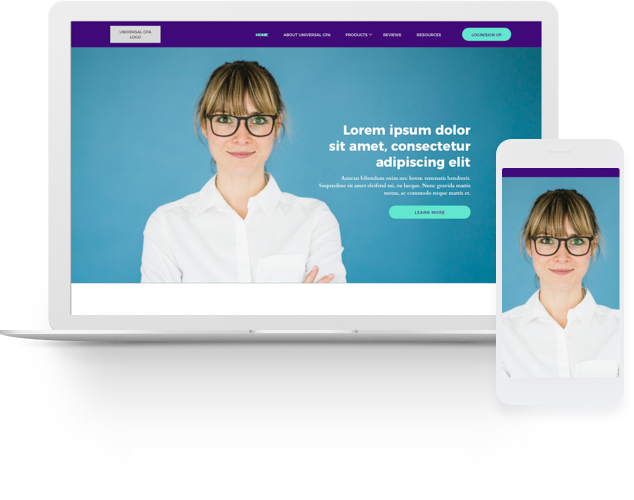 UNIVERSAL CPA
LOGO
HOME ABOUT UNIVERSAL CPA PRODUCTS REVIEWS RESOURCES LOGIN/SIGN UP
Lorem ipsum dolor
sit amet, consectetur
adipiscing elit
Aenean bibendum enim nec lorem venenatis hendrerit.
Suspendisse sit amet eleifend mi, eu luctus. Nunc gravida mattis
metus, ac commodo neque mattis et.
LEARN MORE